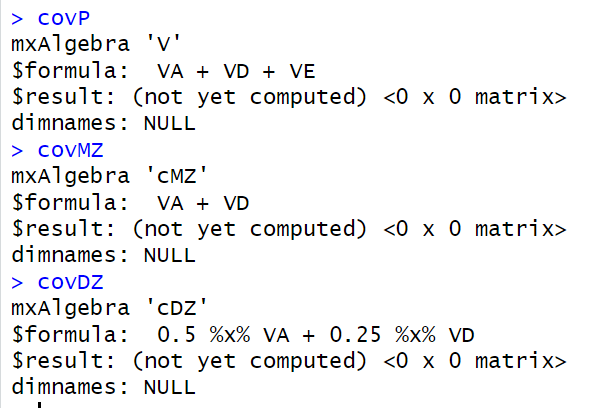 > covP
mxAlgebra 'V'
$formula:  VA + VD + VE
$result: (not yet computed) <0 x 0 matrix>
dimnames: NULL
> covMZ
mxAlgebra 'cMZ'
$formula:  VA + VD
$result: (not yet computed) <0 x 0 matrix>
dimnames: NULL
> covDZ
mxAlgebra 'cDZ'
$formula:  0.5 %x% VA + 0.25 %x% VD
$result: (not yet computed) <0 x 0 matrix>
dimnames: NULL